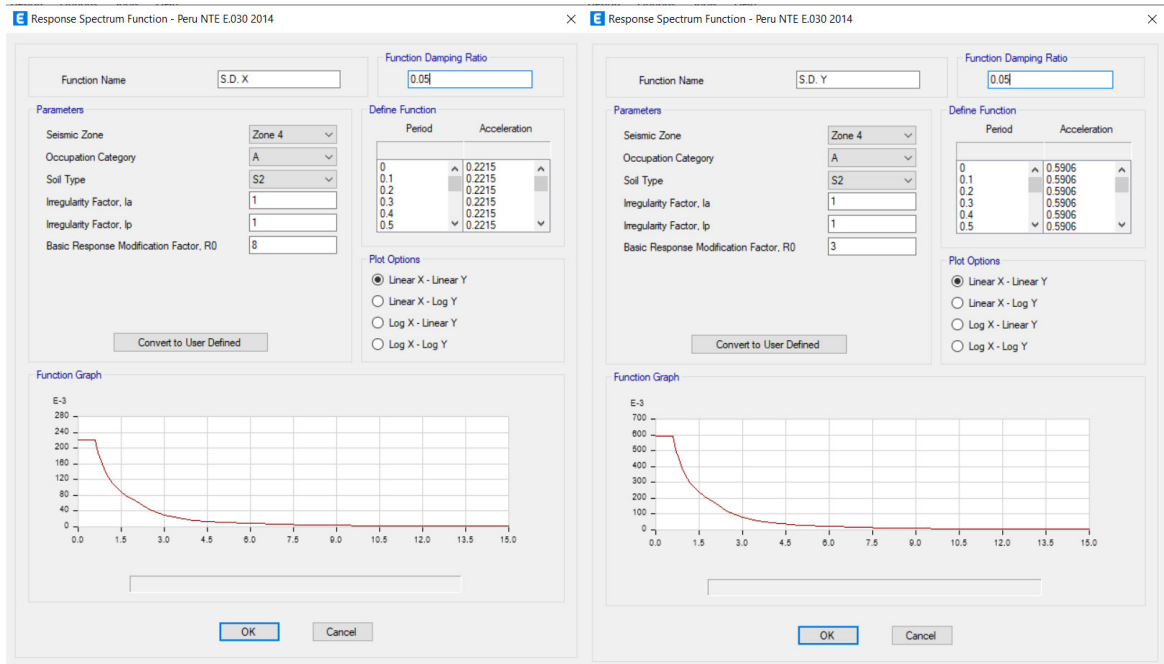 Response Spectrum Function - Peru NTE E.030 2014
Function Name
S.D. X
Function Damping Ratio
0.05
Parameters
Seismic Zone
Zone 4
Occupation Category
A
Soil Type
S2
Irregularity Factor, Ia
1
Irregularity Factor, Ip
1
Basic Response Modification Factor, R0
8
Convert to User Defined
Define Function
Period Acceleration
0 0.2215
0.1 0.2215
0.2 0.2215
0.3 0.2215
0.4 0.2215
0.5 0.2215
Plot Options
Linear X - Linear Y
Linear X - Log Y
Log X - Linear Y
Log X - Log Y
Function Graph
E-3
280
240
200
160
120
80
40
0
0.0 1.5 3.0 4.5 6.0 7.5 9.0 10.5 12.0 13.5 15.0
OK Cancel
Response Spectrum Function - Peru NTE E.030 2014
Function Name
S.D. Y
Function Damping Ratio
0.05
Parameters
Seismic Zone
Zone 4
Occupation Category
A
Soil Type
S2
Irregularity Factor, Ia
1
Irregularity Factor, Ip
1
Basic Response Modification Factor, R0
3
Convert to User Defined
Define Function
Period Acceleration
0 0.5906
0.1 0.5906
0.2 0.5906
0.3 0.5906
0.4 0.5906
0.5 0.5906
Plot Options
Linear X - Linear Y
Linear X - Log Y
Log X - Linear Y
Log X - Log Y
Function Graph
E-3
700
600
500
400
300
200
100
0
0.0 1.5 3.0 4.5 6.0 7.5 9.0 10.5 12.0 13.5 15.0
OK Cancel